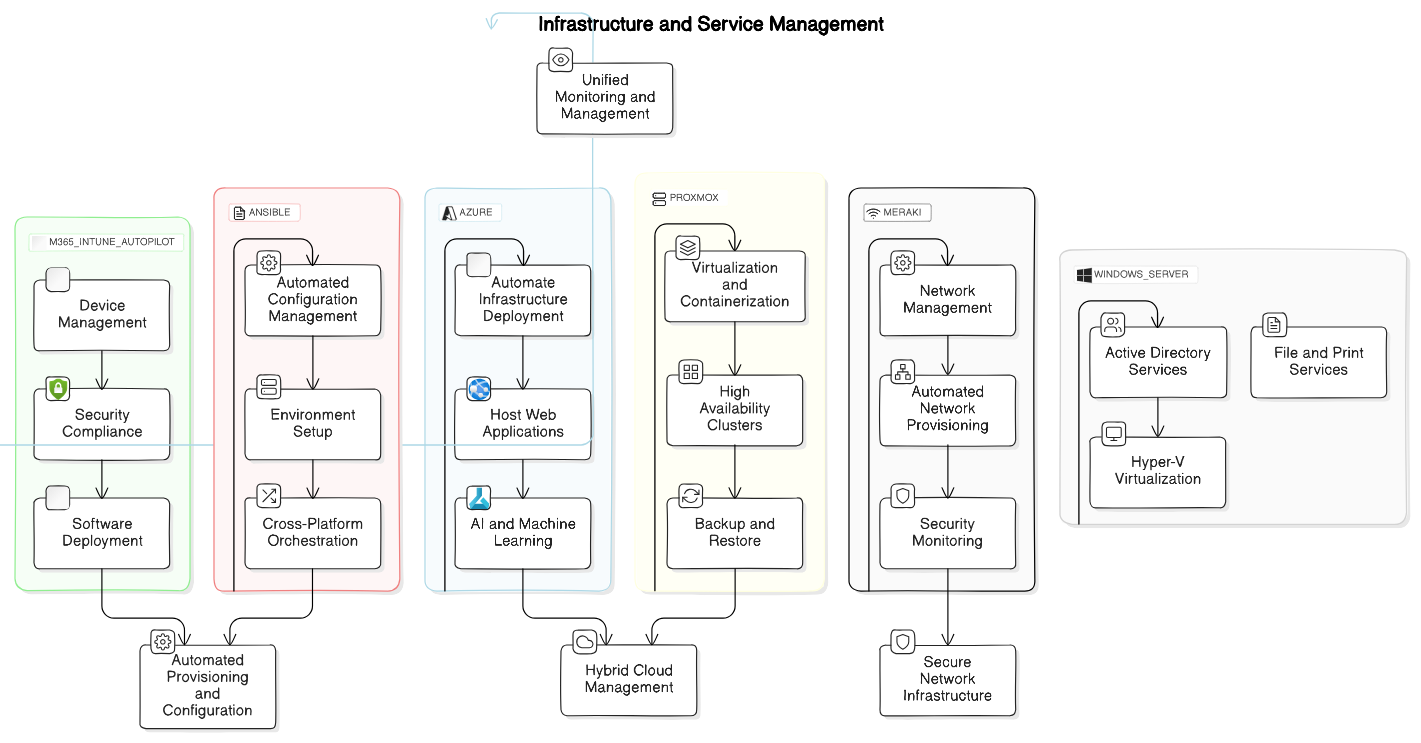 Infrastructure and Service Management
Unified
Monitoring and
Management
M365_INTUNE_AUTOPILOT
Device
Management
Security
Compliance
Software
Deployment
ANSIBLE
Automated
Configuration
Management
Environment
Setup
Cross-Platform
Orchestration
AZURE
Automate
Infrastructure
Deployment
Host Web
Applications
AI and Machine
Learning
PROXMOX
Virtualization
and
Containerization
High
Availability
Clusters
Backup and
Restore
MERAKI
Network
Management
Automated
Network
Provisioning
Security
Monitoring
WINDOWS_SERVER
Active Directory
Services
File and Print
Services
Hyper-V
Virtualization
Automated
Provisioning
and
Configuration
Hybrid Cloud
Management
Secure
Network
Infrastructure